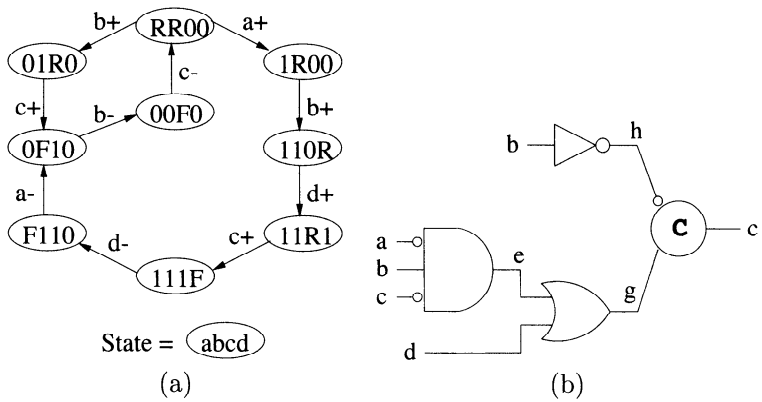 b+ RR00 a+
01R0 1R00
c-
c+ 00F0 b+
b-
0F10 110R
a- d+
F110 c+ 11R1
d-
111F
State = abcd
(a)
b h
C c
a
b e
c g
d
(b)